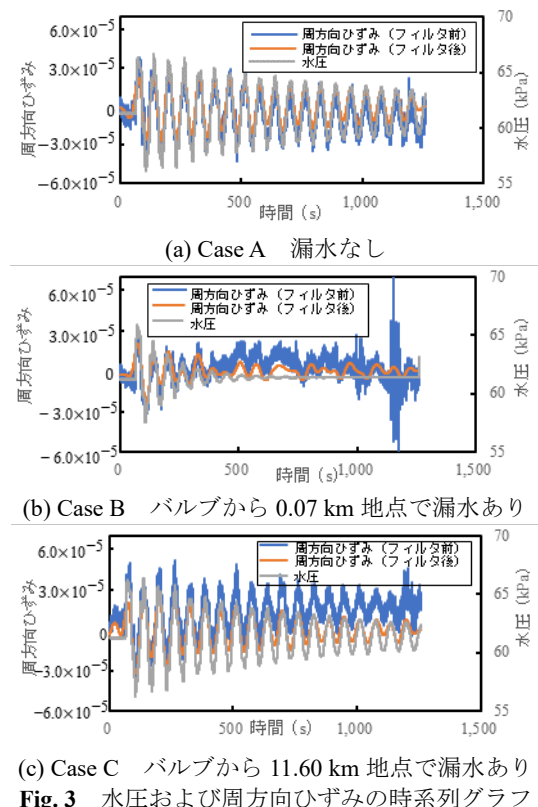 周方向ひずみ（フィルタ前）
周方向ひずみ（フィルタ後）
水圧
周方向ひずみ
6.0×10⁻⁵
3.0×10⁻⁵
0
−3.0×10⁻⁵
−6.0×10⁻⁵
70
65
60
55
水圧 (kPa)
0 500 1,000 1,500
時間 (s)
(a) Case A 漏水なし
周方向ひずみ（フィルタ前）
周方向ひずみ（フィルタ後）
水圧
周方向ひずみ
6.0×10⁻⁵
3.0×10⁻⁵
0
−3.0×10⁻⁵
−6.0×10⁻⁵
70
65
60
55
水圧 (kPa)
0 500 1,000 1,500
時間 (s)
(b) Case B バルブから 0.07 km 地点で漏水あり
周方向ひずみ（フィルタ前）
周方向ひずみ（フィルタ後）
水圧
周方向ひずみ
6.0×10⁻⁵
3.0×10⁻⁵
0
−3.0×10⁻⁵
−6.0×10⁻⁵
70
65
60
55
水圧 (kPa)
0 500 1,000 1,500
時間 (s)
(c) Case C バルブから 11.60 km 地点で漏水あり
Fig. 3 水圧および周方向ひずみの時系列グラフ